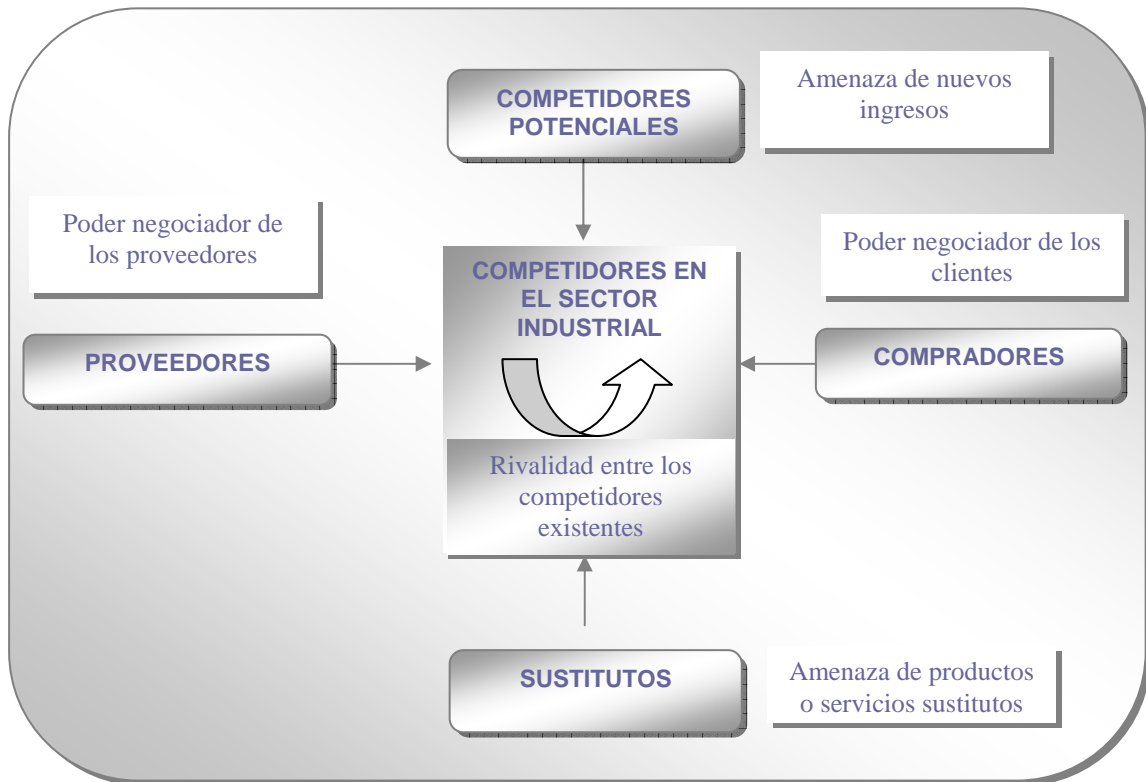 COMPETIDORES
POTENCIALES
Amenaza de nuevos
ingresos
Poder negociador de
los proveedores
Poder negociador de los
clientes
COMPETIDORES EN
EL SECTOR
INDUSTRIAL
PROVEEDORES
COMPRADORES
Rivalidad entre los
competidores
existentes
SUSTITUTOS
Amenaza de productos
o servicios sustitutos